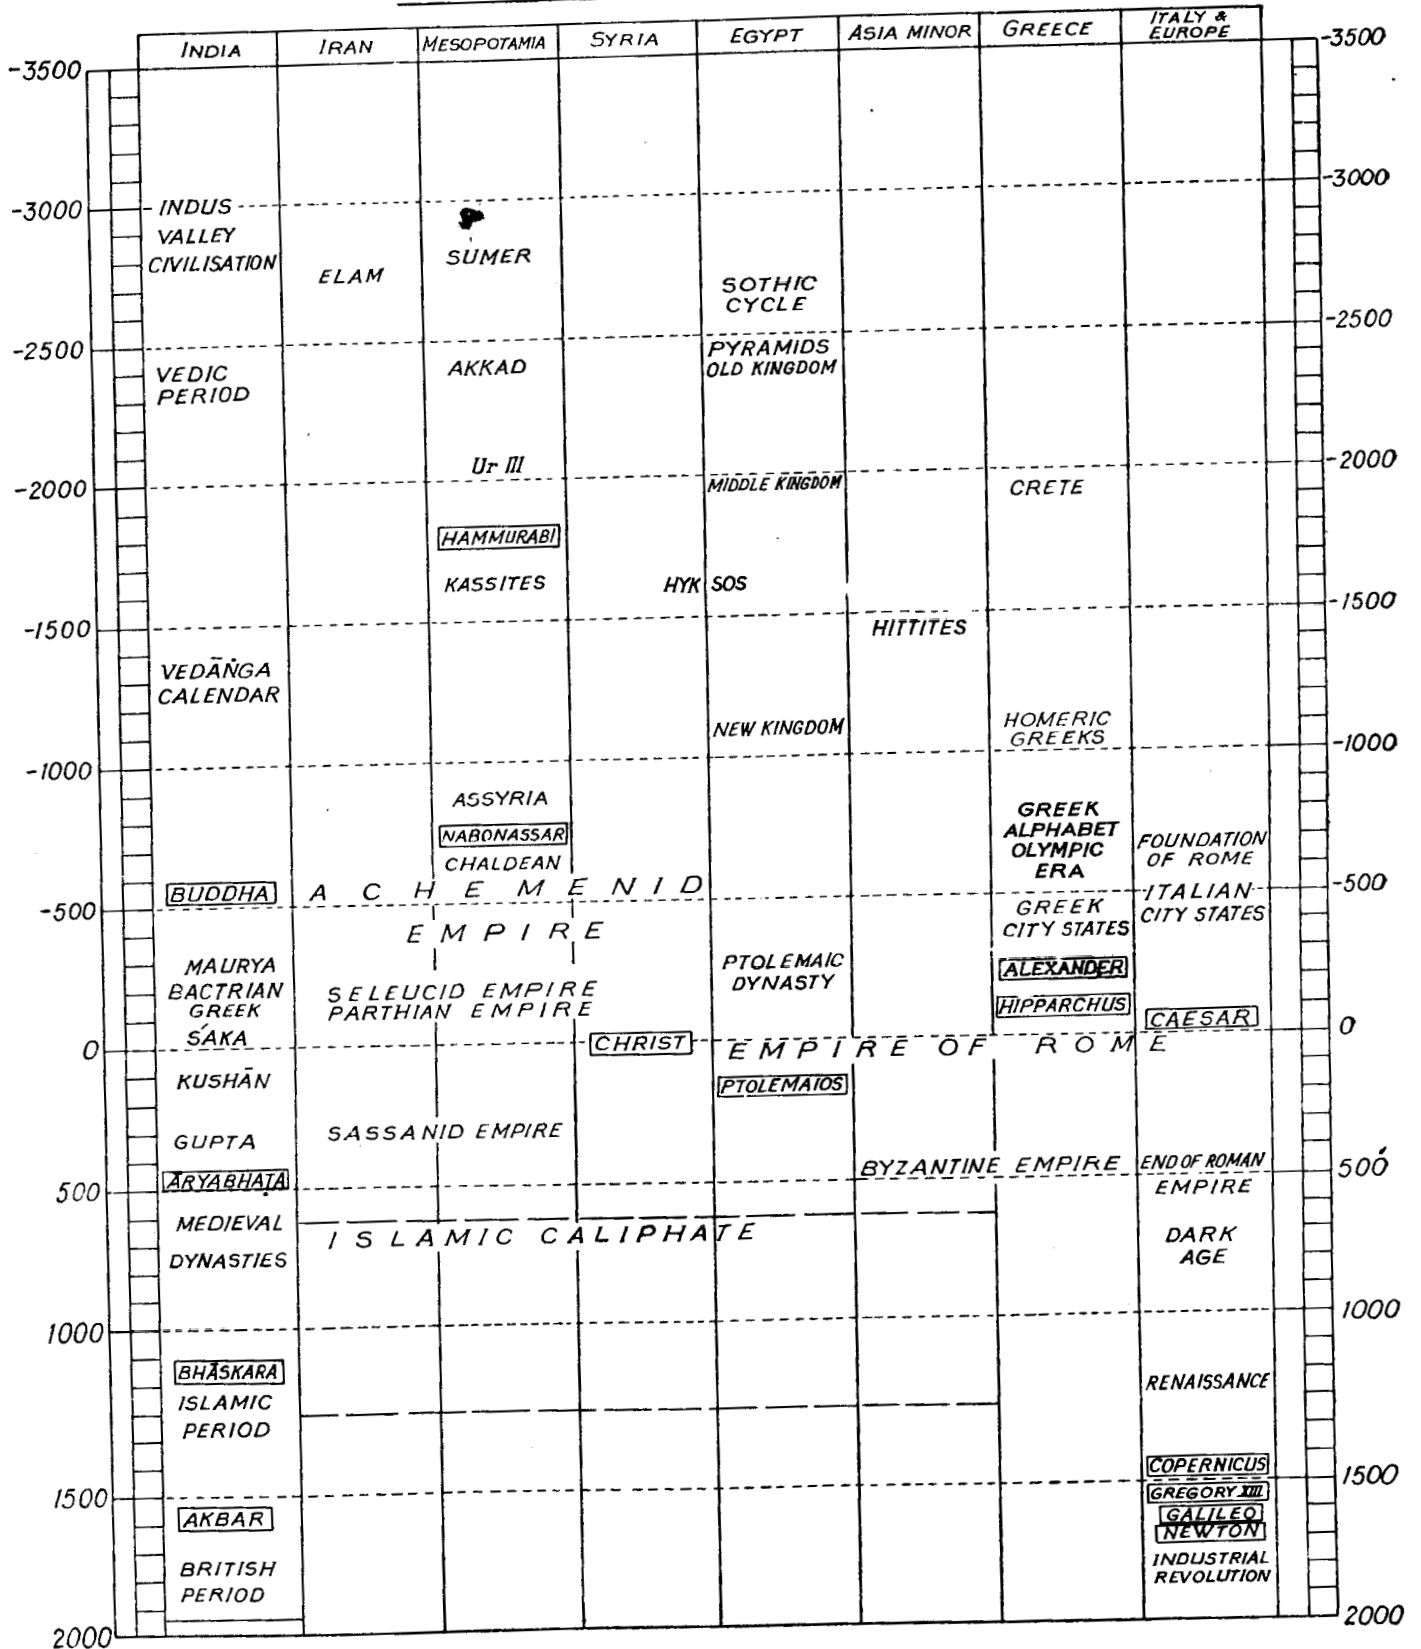 INDIA IRAN MESOPOTAMIA SYRIA EGYPT ASIA MINOR GREECE ITALY & EUROPE
-3500 -3500
-3000 -3000
INDUS
VALLEY
CIVILISATION
ELAM
SUMER
SOTHIC
CYCLE
-2500 -2500
VEDIC
PERIOD
AKKAD
PYRAMIDS
OLD KINGDOM
Ur III
-2000 -2000
MIDDLE KINGDOM
CRETE
HAMMURABI
KASSITES
HYK SOS
-1500 -1500
HITTITES
VEDĀṄGA
CALENDAR
NEW KINGDOM
HOMERIC
GREEKS
-1000 -1000
ASSYRIA
NABONASSAR
CHALDEAN
GREEK
ALPHABET
OLYMPIC
ERA
FOUNDATION
OF ROME
BUDDHA
ACHEMENID
EMPIRE
-500 -500
GREEK
CITY STATES
ITALIAN
CITY STATES
MAURYA
BACTRIAN
GREEK
ŚAKA
SELEUCID EMPIRE
PARTHIAN EMPIRE
PTOLEMAIC
DYNASTY
ALEXANDER
HIPPARCHUS
CAESAR
0 0
CHRIST
EMPIRE OF ROME
KUSHĀN
PTOLEMAIOS
GUPTA
SASSANID EMPIRE
BYZANTINE EMPIRE
END OF ROMAN
EMPIRE
ĀRYABHAṬA
500 500
MEDIEVAL
DYNASTIES
ISLAMIC CALIPHATE
DARK
AGE
1000 1000
BHĀSKARA
ISLAMIC
PERIOD
RENAISSANCE
COPERNICUS
1500 1500
GREGORY XIII
AKBAR
GALILEO
NEWTON
BRITISH
PERIOD
INDUSTRIAL
REVOLUTION
2000 2000